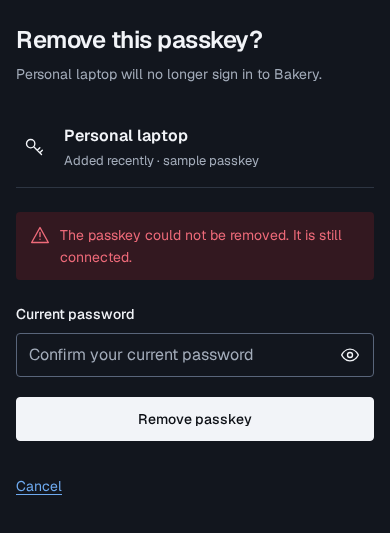 Remove this passkey?
Personal laptop will no longer sign in to Bakery.
Personal laptop
Added recently · sample passkey
The passkey could not be removed. It is still
connected.
Current password
Confirm your current password
Remove passkey
Cancel